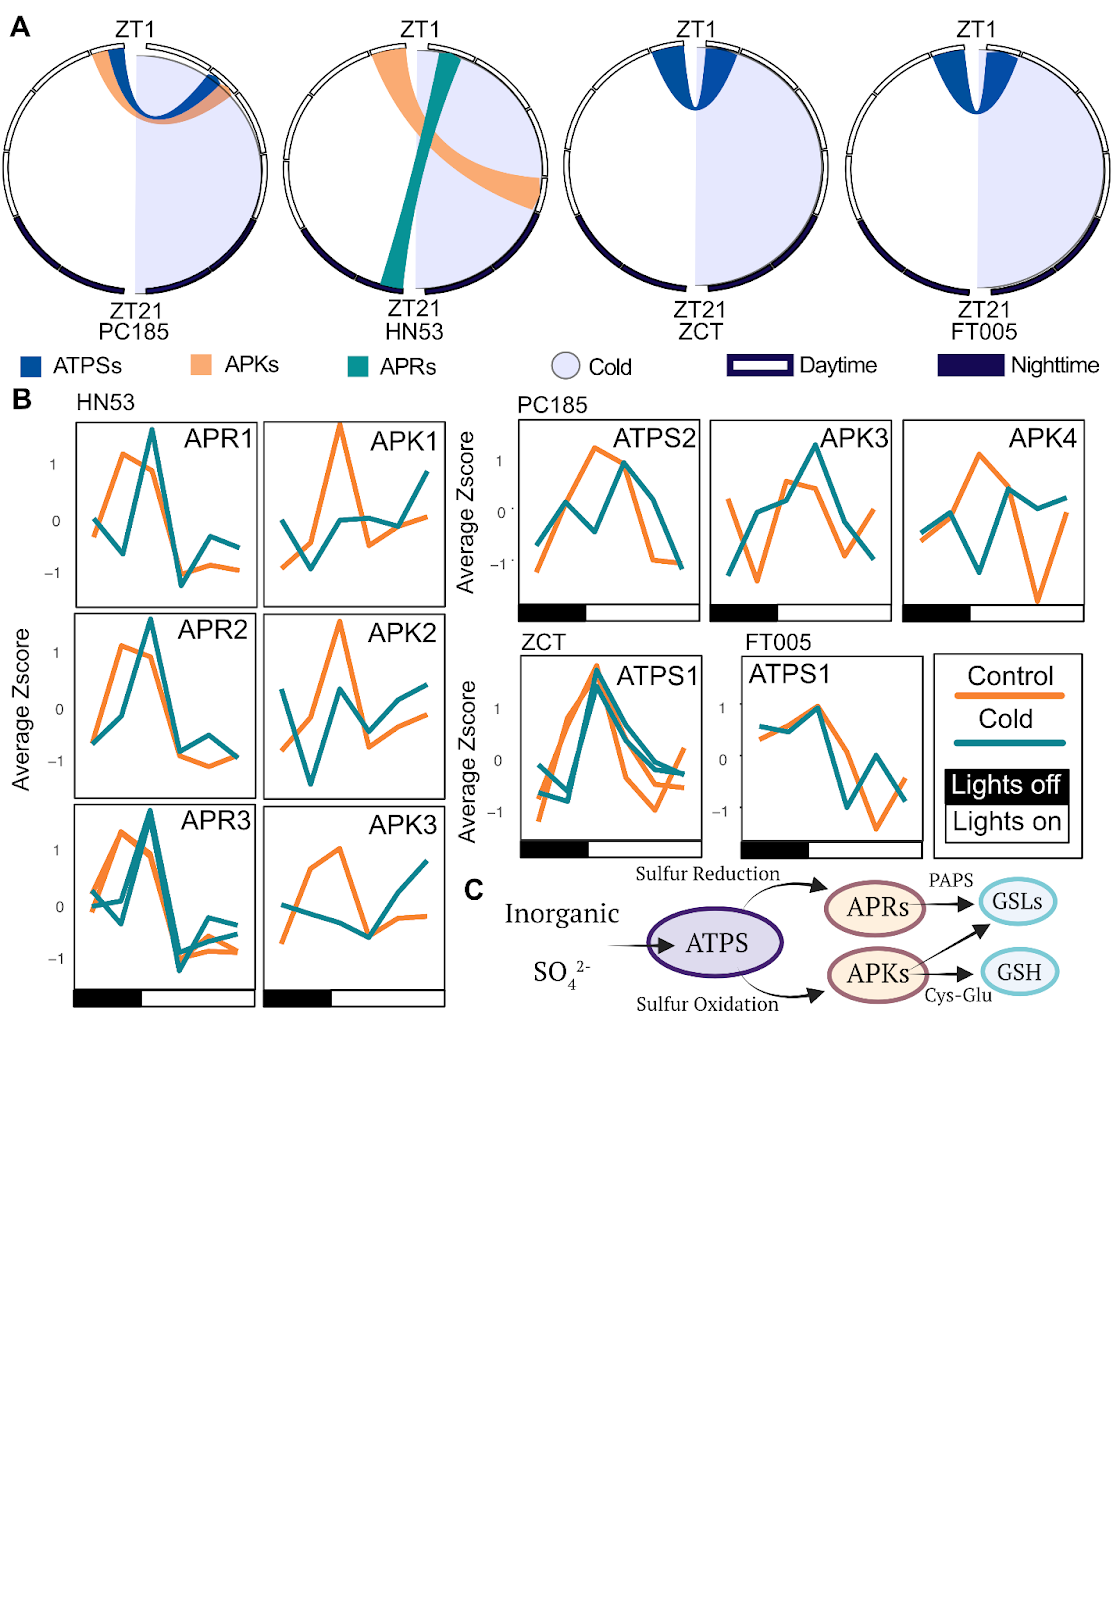 A
ZT1
ZT1
ZT1
ZT1
ZT21
PC185
ZT21
HN53
ZT21
ZCT
ZT21
FT005
ATPSs
APKs
APRs
Cold
Daytime
Nighttime
B
HN53
APR1
1
0
−1
APK1
Average Zscore
APR2
1
0
−1
APK2
APR3
1
0
−1
APK3
PC185
Average Zscore
ATPS2
1
0
−1
APK3
APK4
ZCT
Average Zscore
ATPS1
1
0
−1
FT005
ATPS1
1
0
−1
Control
Cold
Lights off
Lights on
C
Sulfur Reduction
Inorganic
SO₄²⁻
ATPS
Sulfur Oxidation
APRs
PAPS
GSLs
APKs
Cys-Glu
GSH